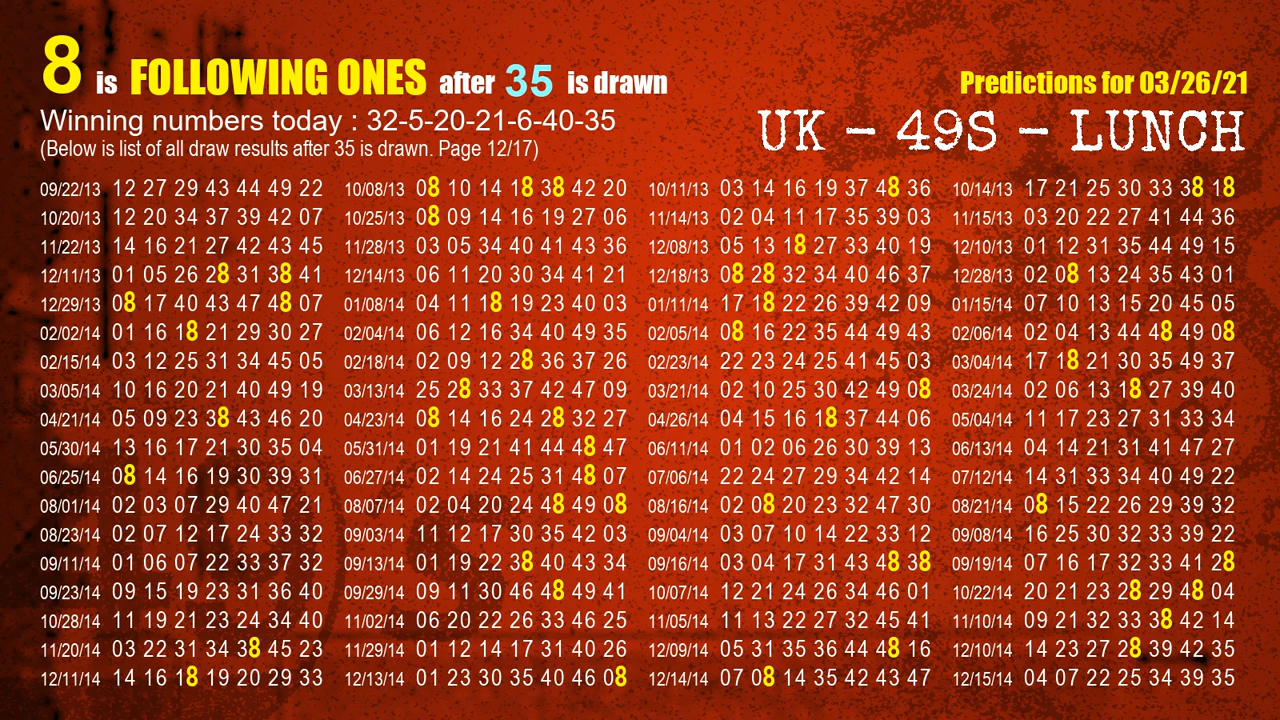 8 is FOLLOWING ONES after 35 is drawn
Predictions for 03/26/21
Winning numbers today : 32-5-20-21-6-40-35
UK - 49S - LUNCH
(Below is list of all draw results after 35 is drawn. Page 12/17)
09/22/13 12 27 29 43 44 49 22 10/08/13 08 10 14 18 38 42 20 10/11/13 03 14 16 19 37 48 36 10/14/13 17 21 25 30 33 38 18
10/20/13 12 20 34 37 39 42 07 10/25/13 08 09 14 16 19 27 06 11/14/13 02 04 11 17 35 39 03 11/15/13 03 20 22 27 41 44 36
11/22/13 14 16 21 27 42 43 45 11/28/13 03 05 34 40 41 43 36 12/08/13 05 13 18 27 33 40 19 12/10/13 01 12 31 35 44 49 15
12/11/13 01 05 26 28 31 38 41 12/14/13 06 11 20 30 34 41 21 12/18/13 08 28 32 34 40 46 37 12/28/13 02 08 13 24 35 43 01
12/29/13 08 17 40 43 47 48 07 01/08/14 04 11 18 19 23 40 03 01/11/14 17 18 22 26 39 42 09 01/15/14 07 10 13 15 20 45 05
02/02/14 01 16 18 21 29 30 27 02/04/14 06 12 16 34 40 49 35 02/05/14 08 16 22 35 44 49 43 02/06/14 02 04 13 44 48 49 08
02/15/14 03 12 25 31 34 45 05 02/18/14 02 09 12 28 36 37 26 02/23/14 22 23 24 25 41 45 03 03/04/14 17 18 21 30 35 49 37
03/05/14 10 16 20 21 40 49 19 03/13/14 25 28 33 37 42 47 09 03/21/14 02 10 25 30 42 49 08 03/24/14 02 06 13 18 27 39 40
04/21/14 05 09 23 38 43 46 20 04/23/14 08 14 16 24 28 32 27 04/26/14 04 15 16 18 37 44 06 05/04/14 11 17 23 27 31 33 34
05/30/14 13 16 17 21 30 35 04 05/31/14 01 19 21 41 44 48 47 06/11/14 01 02 06 26 30 39 13 06/13/14 04 14 21 31 41 47 27
06/25/14 08 14 16 19 30 39 31 06/27/14 02 14 24 25 31 48 07 07/06/14 22 24 27 29 34 42 14 07/12/14 14 31 33 34 40 49 22
08/01/14 02 03 07 29 40 47 21 08/07/14 02 04 20 24 48 49 08 08/16/14 02 08 20 23 32 47 30 08/21/14 08 15 22 26 29 39 32
08/23/14 02 07 12 17 24 33 32 09/03/14 11 12 17 30 35 42 03 09/04/14 03 07 10 14 22 33 12 09/08/14 16 25 30 32 33 39 22
09/11/14 01 06 07 22 33 37 32 09/13/14 01 19 22 38 40 43 34 09/16/14 03 04 17 31 43 48 38 09/19/14 07 16 17 32 33 41 28
09/23/14 09 15 19 23 31 36 40 09/29/14 09 11 30 46 48 49 41 10/07/14 12 21 24 26 34 46 01 10/22/14 20 21 23 28 29 48 04
10/28/14 11 19 21 23 24 34 40 11/02/14 06 20 22 26 33 46 25 11/05/14 11 13 22 27 32 45 41 11/10/14 09 21 32 33 38 42 14
11/20/14 03 22 31 34 38 45 23 11/29/14 01 12 14 17 31 40 26 12/09/14 05 31 35 36 44 48 16 12/10/14 14 23 27 28 39 42 35
12/11/14 14 16 18 19 20 29 33 12/13/14 01 23 30 35 40 46 08 12/14/14 07 08 14 35 42 43 47 12/15/14 04 07 22 25 34 39 35